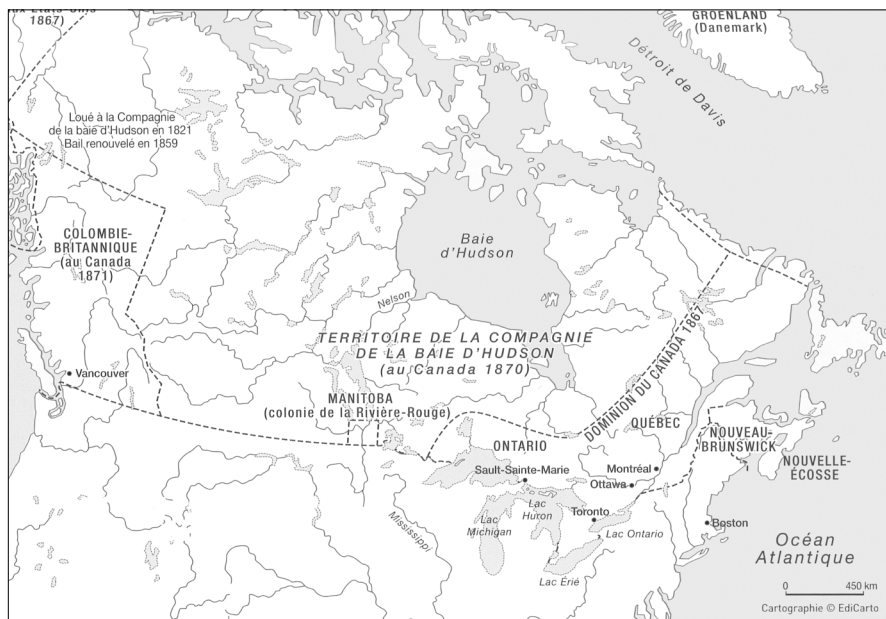 aux États-Unis
1867)
GROENLAND
(Danemark)
Détroit de Davis
Loué à la Compagnie
de la baie d'Hudson en 1821
Bail renouvelé en 1859
COLOMBIE-
BRITANNIQUE
(au Canada
1871)
Baie
d'Hudson
Nelson
TERRITOIRE DE LA COMPAGNIE
DE LA BAIE D'HUDSON
(au Canada 1870)
DOMINION DU CANADA 1867
Vancouver
MANITOBA
(colonie de la Rivière-Rouge)
ONTARIO
QUÉBEC
NOUVEAU-
BRUNSWICK
NOUVELLE-
ÉCOSSE
Sault-Sainte-Marie
Montréal
Ottawa
Mississippi
Lac
Michigan
Lac
Huron
Toronto
Lac Ontario
Boston
Lac Érié
Océan
Atlantique
0 450 km
Cartographie © EdiCarto